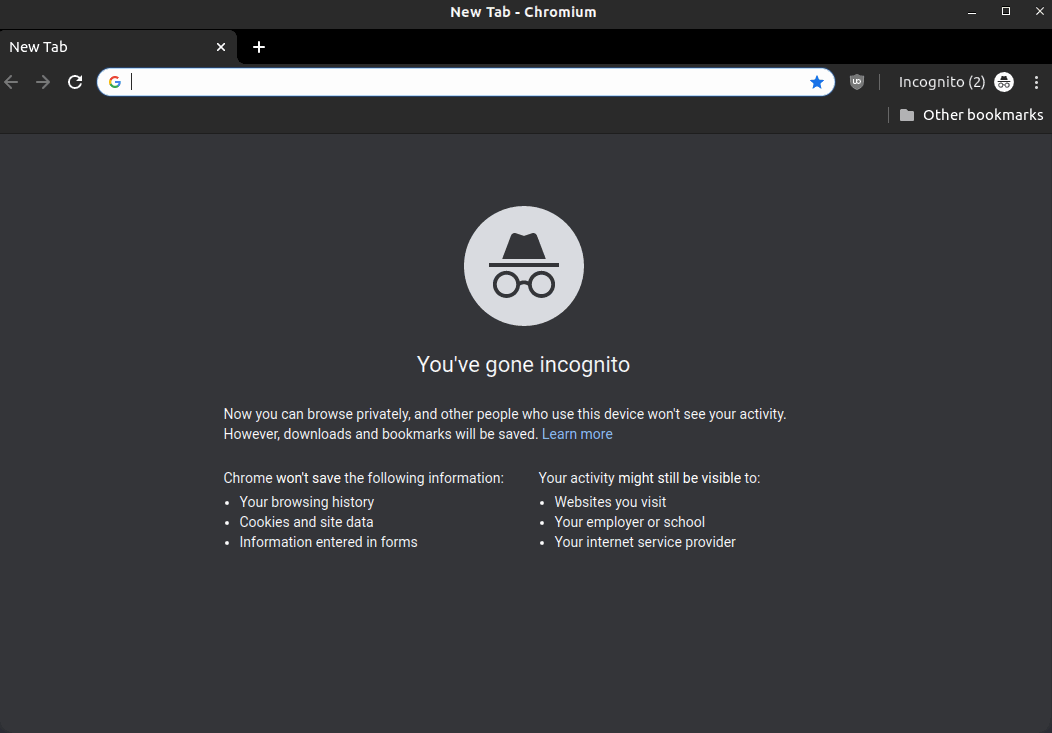 New Tab - Chromium
New Tab
G
UO
Incognito (2)
Other bookmarks
You've gone incognito
Now you can browse privately, and other people who use this device won't see your activity.
However, downloads and bookmarks will be saved. Learn more
Chrome won't save the following information:
Your browsing history
Cookies and site data
Information entered in forms
Your activity might still be visible to:
Websites you visit
Your employer or school
Your internet service provider